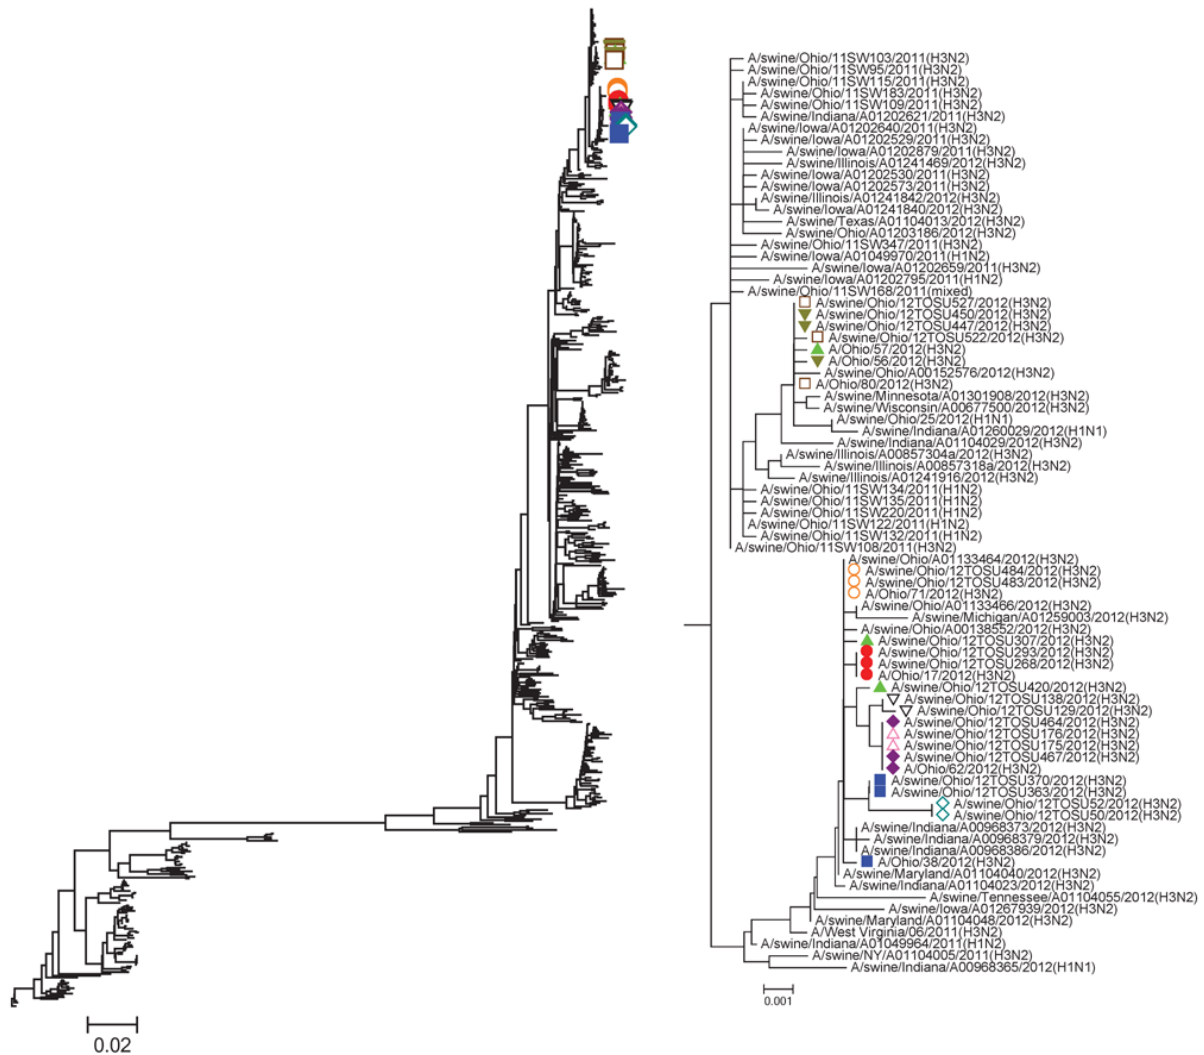 A/swine/Ohio/11SW103/2011(H3N2)
A/swine/Ohio/11SW95/2011(H3N2)
A/swine/Ohio/11SW115/2011(H3N2)
A/swine/Ohio/11SW183/2011(H3N2)
A/swine/Ohio/11SW109/2011(H3N2)
A/swine/Indiana/A01202621/2011(H3N2)
A/swine/Iowa/A01202640/2011(H3N2)
A/swine/Iowa/A01202529/2011(H3N2)
A/swine/Iowa/A01202879/2011(H3N2)
A/swine/Illinois/A01241469/2012(H3N2)
A/swine/Iowa/A01202530/2011(H3N2)
A/swine/Iowa/A01202573/2011(H3N2)
A/swine/Illinois/A01241842/2012(H3N2)
A/swine/Iowa/A01241840/2012(H3N2)
A/swine/Texas/A01104013/2012(H3N2)
A/swine/Ohio/A01203186/2012(H3N2)
A/swine/Ohio/11SW347/2011(H3N2)
A/swine/Iowa/A01049970/2011(H1N2)
A/swine/Iowa/A01202659/2011(H3N2)
A/swine/Iowa/A01202795/2011(H1N2)
A/swine/Ohio/11SW168/2011(mixed)
A/swine/Ohio/12TOSU527/2012(H3N2)
A/swine/Ohio/12TOSU450/2012(H3N2)
A/swine/Ohio/12TOSU447/2012(H3N2)
A/swine/Ohio/12TOSU522/2012(H3N2)
A/Ohio/57/2012(H3N2)
A/Ohio/56/2012(H3N2)
A/swine/Ohio/A00152576/2012(H3N2)
A/Ohio/80/2012(H3N2)
A/swine/Minnesota/A01301908/2012(H3N2)
A/swine/Wisconsin/A00677500/2012(H3N2)
A/Ohio/25/2012(H1N1)
A/swine/Indiana/A01260029/2012(H1N1)
A/swine/Indiana/A01104029/2012(H3N2)
A/swine/Illinois/A00857304a/2012(H3N2)
A/swine/Illinois/A00857318a/2012(H3N2)
A/swine/Illinois/A01241916/2012(H3N2)
A/swine/Ohio/11SW134/2011(H1N2)
A/swine/Ohio/11SW135/2011(H1N2)
A/swine/Ohio/11SW220/2011(H1N2)
A/swine/Ohio/11SW122/2011(H1N2)
A/swine/Ohio/11SW132/2011(H1N2)
A/swine/Ohio/11SW108/2011(H3N2)
A/swine/Ohio/A01133464/2012(H3N2)
A/swine/Ohio/12TOSU484/2012(H3N2)
A/swine/Ohio/12TOSU483/2012(H3N2)
A/Ohio/71/2012(H3N2)
A/swine/Ohio/A01133466/2012(H3N2)
A/swine/Michigan/A01259003/2012(H3N2)
A/swine/Ohio/A00138552/2012(H3N2)
A/swine/Ohio/12TOSU307/2012(H3N2)
A/swine/Ohio/12TOSU293/2012(H3N2)
A/swine/Ohio/12TOSU268/2012(H3N2)
A/Ohio/17/2012(H3N2)
A/swine/Ohio/12TOSU420/2012(H3N2)
A/swine/Ohio/12TOSU138/2012(H3N2)
A/swine/Ohio/12TOSU129/2012(H3N2)
A/swine/Ohio/12TOSU464/2012(H3N2)
A/swine/Ohio/12TOSU176/2012(H3N2)
A/swine/Ohio/12TOSU175/2012(H3N2)
A/swine/Ohio/12TOSU467/2012(H3N2)
A/Ohio/62/2012(H3N2)
A/swine/Ohio/12TOSU370/2012(H3N2)
A/swine/Ohio/12TOSU363/2012(H3N2)
A/swine/Ohio/12TOSU52/2012(H3N2)
A/swine/Ohio/12TOSU50/2012(H3N2)
A/swine/Indiana/A00968373/2012(H3N2)
A/swine/Indiana/A00968379/2012(H3N2)
A/swine/Indiana/A00968386/2012(H3N2)
A/Ohio/38/2012(H3N2)
A/swine/Maryland/A01104040/2012(H3N2)
A/swine/Indiana/A01104023/2012(H3N2)
A/swine/Tennessee/A01104055/2012(H3N2)
A/swine/Iowa/A01267939/2012(H3N2)
A/swine/Maryland/A01104048/2012(H3N2)
A/West Virginia/06/2011(H3N2)
A/swine/Indiana/A01049964/2011(H1N2)
A/swine/NY/A01104005/2011(H3N2)
A/swine/Indiana/A00968365/2012(H1N1)
0.001
0.02